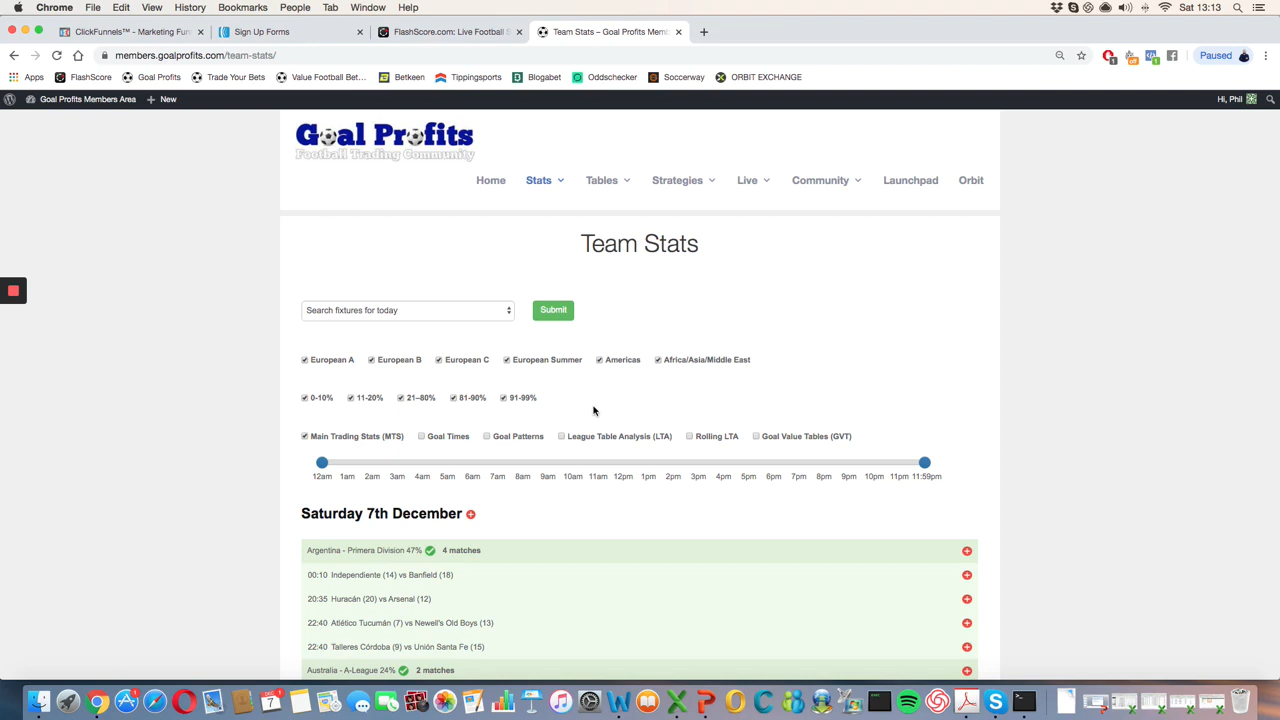 Chrome File Edit View History Bookmarks People Tab Window Help Sat 13:13
ClickFunnels™ - Marketing Fun Sign Up Forms FlashScore.com: Live Football S Team Stats – Goal Profits Memb
members.goalprofits.com/team-stats/ Paused
Apps FlashScore Goal Profits Trade Your Bets Value Football Bet... Betkeen Tippingsports Blogabet Oddschecker Soccerway ORBIT EXCHANGE
Goal Profits Members Area New Hi, Phil
Goal Profits
Football Trading Community
Home Stats Tables Strategies Live Community Launchpad Orbit
Team Stats
Search fixtures for today Submit
European A European B European C European Summer Americas Africa/Asia/Middle East
0-10% 11-20% 21–80% 81-90% 91-99%
Main Trading Stats (MTS) Goal Times Goal Patterns League Table Analysis (LTA) Rolling LTA Goal Value Tables (GVT)
12am 1am 2am 3am 4am 5am 6am 7am 8am 9am 10am 11am 12pm 1pm 2pm 3pm 4pm 5pm 6pm 7pm 8pm 9pm 10pm 11pm 11:59pm
Saturday 7th December
Argentina - Primera Division 47% 4 matches
00:10 Independiente (14) vs Banfield (18)
20:35 Huracán (20) vs Arsenal (12)
22:40 Atlético Tucumán (7) vs Newell's Old Boys (13)
22:40 Talleres Córdoba (9) vs Unión Santa Fe (15)
Australia - A-League 24% 2 matches